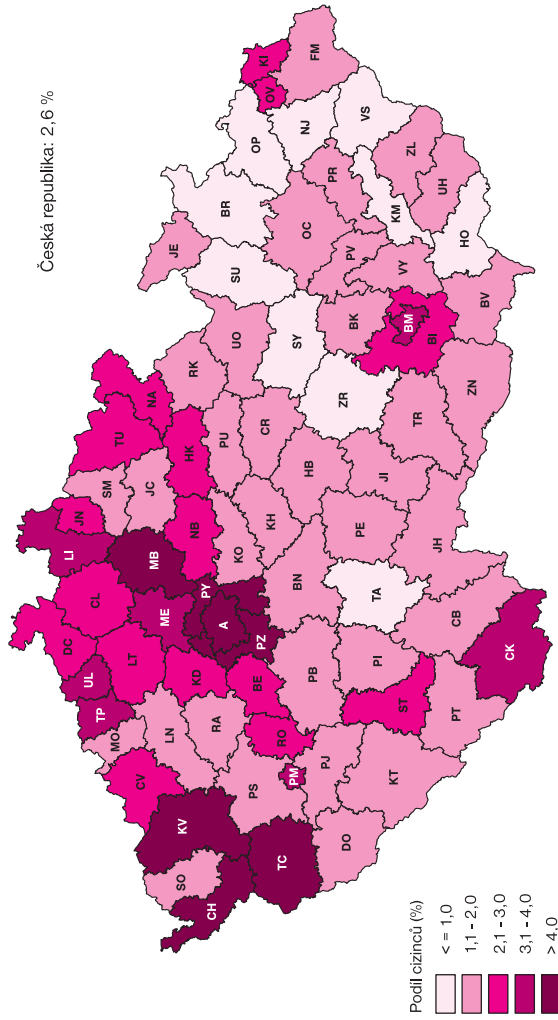 Česká republika: 2,6 %
DC
LI
JN
TU
NA
UL
CL
SM
TP
LT
MB
JC
MO
ME
CV
LN
KD
NB
HK
RK
JE
KV
RA
PY
A
PU
UO
BR
SO
BE
PZ
KO
SU
OP
KI
CH
PS
RO
KH
CR
SY
OC
OV
TC
PM
PB
BN
HB
NJ
FM
PJ
ZR
PR
DO
PI
TA
PE
BK
PV
VS
KT
ST
JI
VY
KM
ZL
CB
JH
TR
BM
BI
UH
PT
HO
CK
ZN
BV
Podíl cizinců (%)
< = 1,0
1,1 - 2,0
2,1 - 3,0
3,1 - 4,0
> 4,0